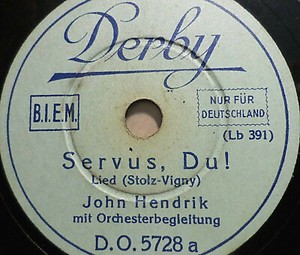 Derby
B.I.E.M.
NUR FÜR
DEUTSCHLAND
(Lb 391)
Servus, Du!
Lied (Stolz-Vigny)
John Hendrik
mit Orchesterbegleitung
D.O. 5728 a